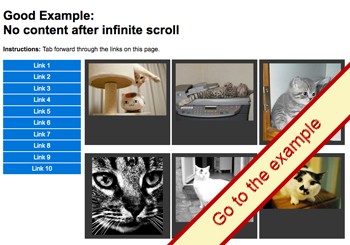 Good Example:
No content after infinite scroll
Instructions: Tab forward through the links on this page.
Link 1
Link 2
Link 3
Link 4
Link 5
Link 6
Link 7
Link 8
Link 9
Link 10
Go to the example